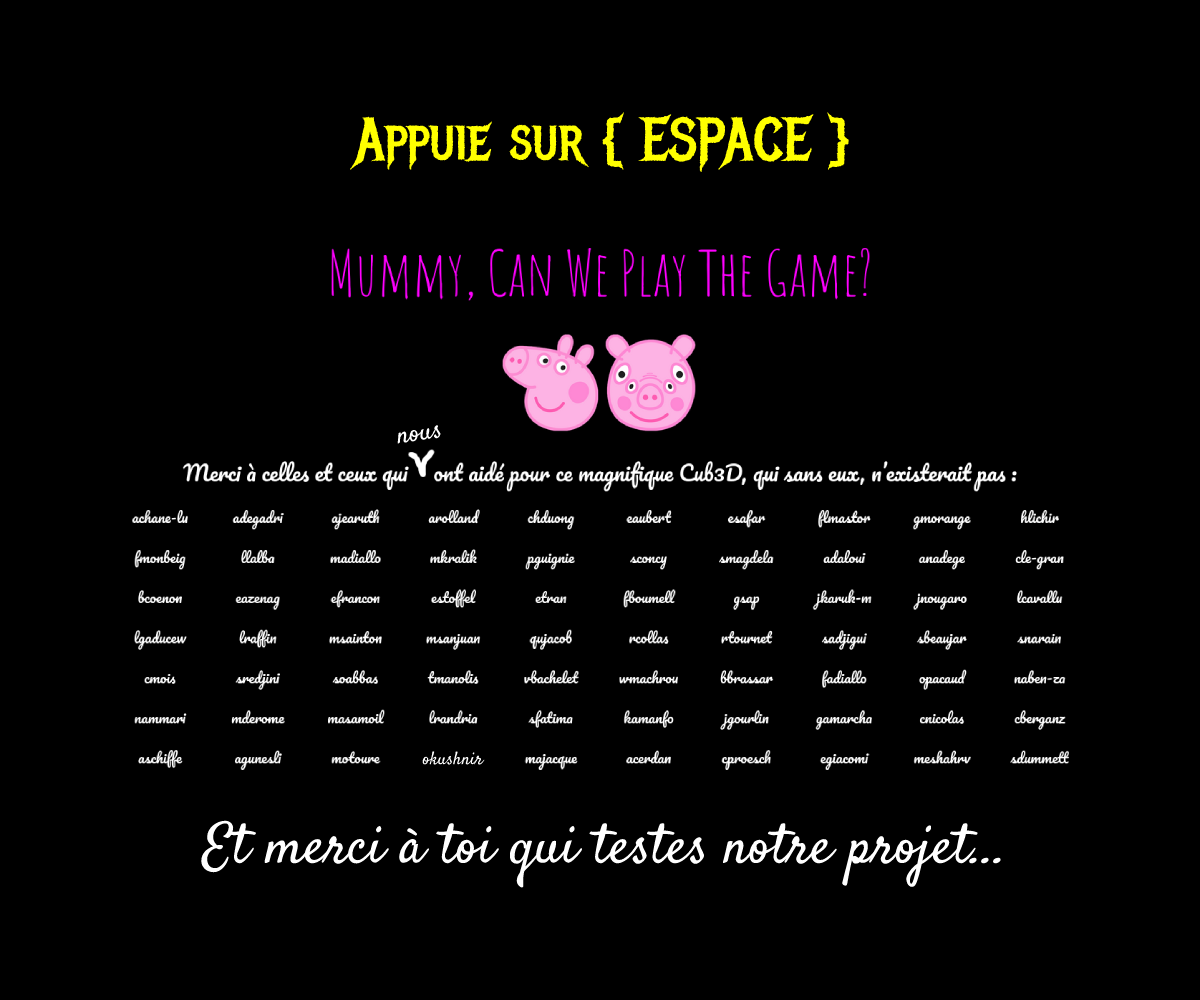 Appuie sur { ESPACE }
Mummy, Can We Play The Game?
nous
Merci à celles et ceux qui ont aidé pour ce magnifique Cub3D, qui sans eux, n'existerait pas :
achane-lu adegadri ajearuth arolland chduong eaubert esafar flmastor gmorange hlichir
fmonbeig llalba madiallo mkralik pguignie sconcy smagdela adaloui anadege cle-gran
bcoenon eazenag efrancon estoffel etran fboumell gsap jkaruk-m jnougaro lcavallu
lgaducew lraffin msainton msanjuan qujacob rcollas rtournet sadjigui sbeaujar snarain
cmois sredjini soabbas tmanolis vbachelet wmachrou bbrassar fadiallo opacaud naben-za
nammari mderome masamoil lrandria sfatima kamanfo jgourlin gamarcha cnicolas cberganz
aschiffe agunesli motoure okushnir majacque acerdan cproesch egiacomi meshahrv sdummett
Et merci à toi qui testes notre projet...